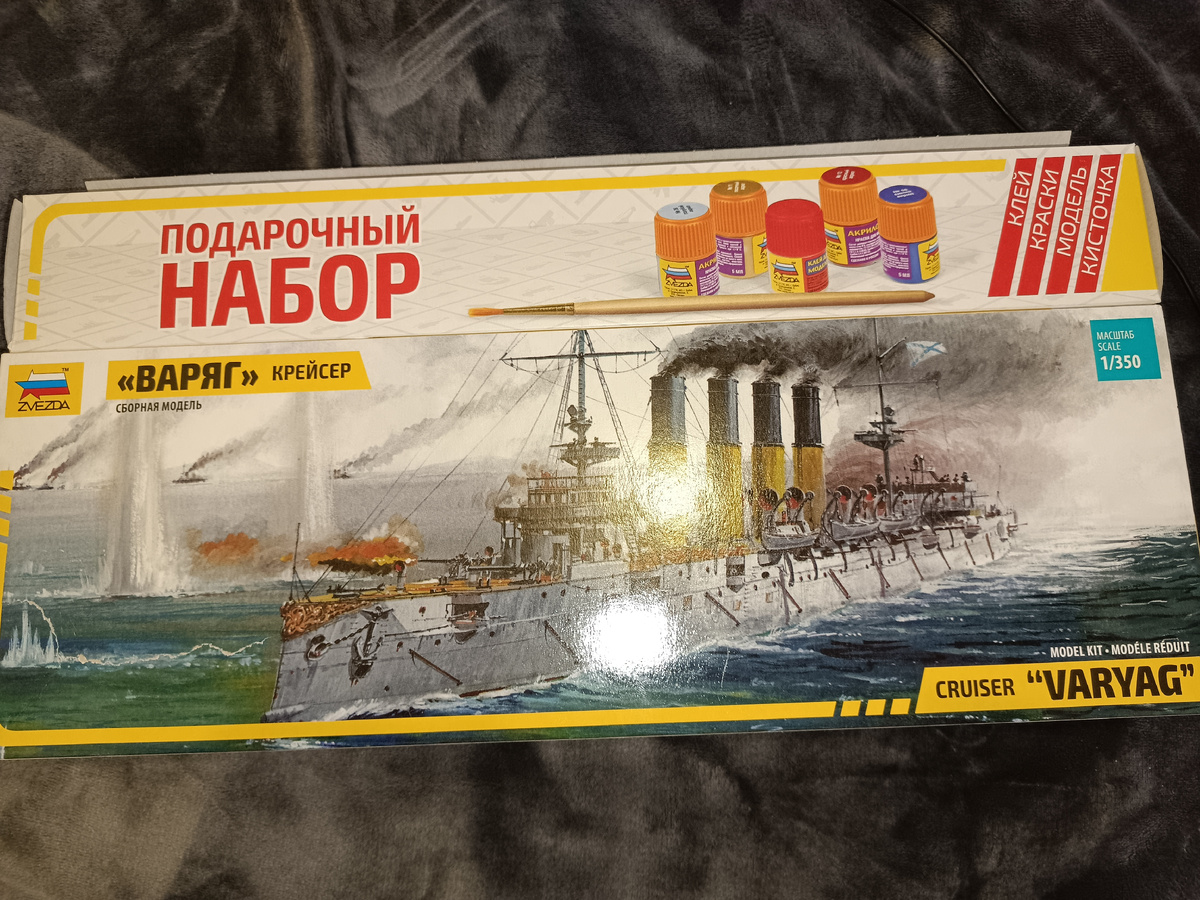 ПОДАРОЧНЫЙ
НАБОР
КЛЕЙ
КРАСКИ
МОДЕЛЬ
КИСТОЧКА
ZVEZDA
«ВАРЯГ» КРЕЙСЕР
СБОРНАЯ МОДЕЛЬ
МАСШТАБ
SCALE
1/350
MODEL KIT • MODÈLE RÉDUIT
CRUISER "VARYAG"